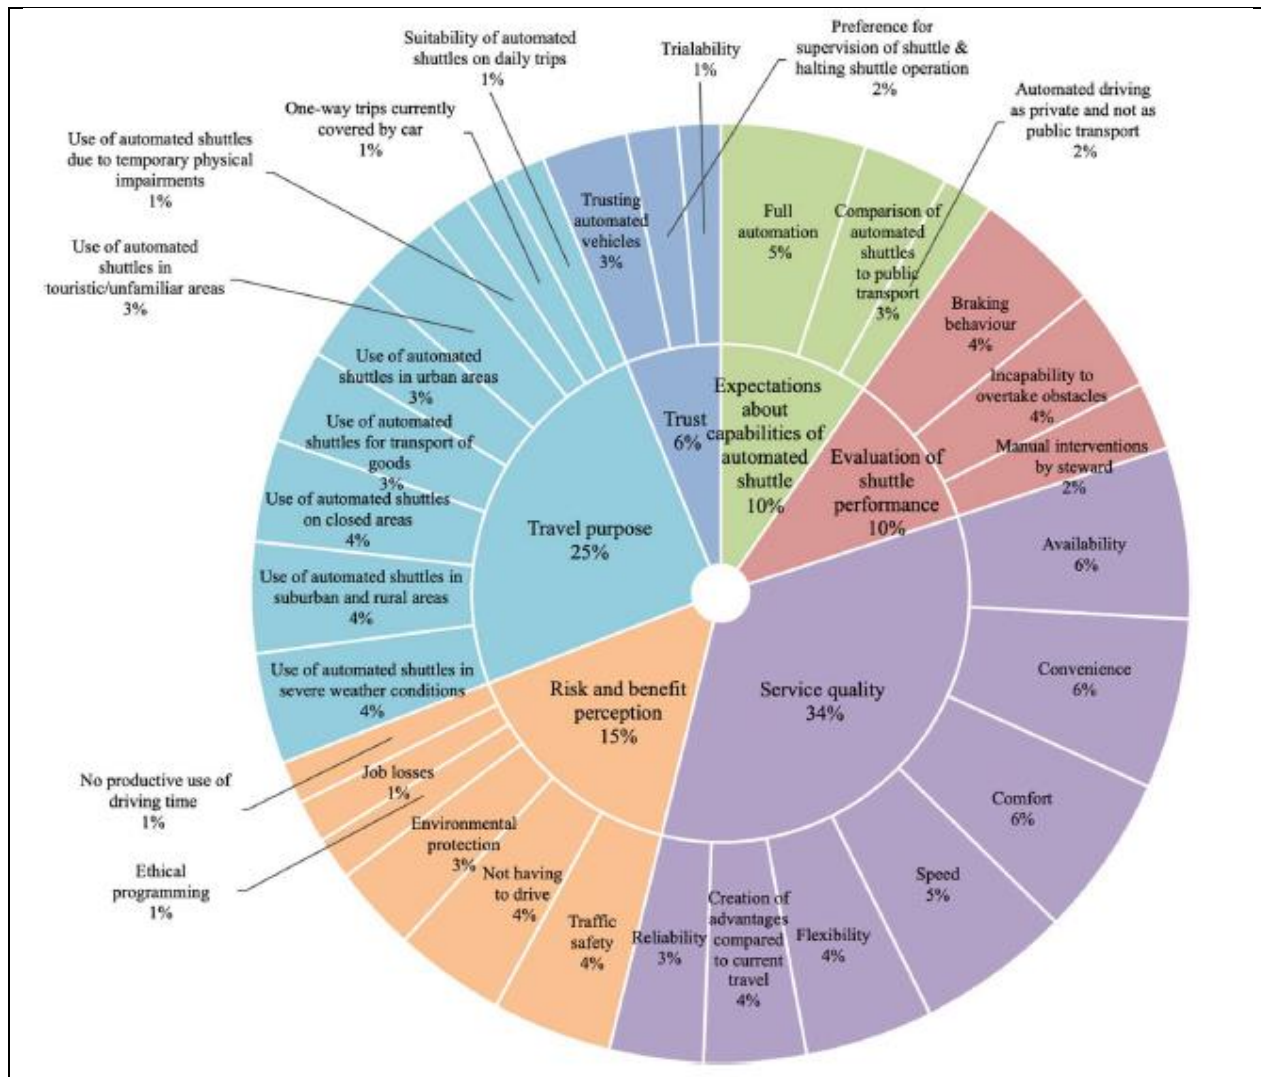 Suitability of automated
shuttles on daily trips
1%
Trialability
1%
Preference for
supervision of shuttle &
halting shuttle operation
2%
Automated driving
as private and not as
public transport
2%
One-way trips currently
covered by car
1%
Use of automated shuttles
due to temporary physical
impairments
1%
Use of automated
shuttles in
touristic/unfamiliar areas
3%
Trusting
automated
vehicles
3%
Full
automation
5%
Comparison of
automated
shuttles
to public
transport
3%
Braking
behaviour
4%
Incapability to
overtake obstacles
4%
Manual interventions
by steward
2%
Use of automated
shuttles in urban areas
3%
Use of automated
shuttles for transport of
goods
3%
Use of automated shuttles
on closed areas
4%
Use of automated shuttles in
suburban and rural areas
4%
Use of automated shuttles in
severe weather conditions
4%
Trust
6%
Expectations
about
capabilities of
automated
shuttle
10%
Evaluation of
shuttle
performance
10%
Travel purpose
25%
Risk and benefit
perception
15%
Service quality
34%
Availability
6%
Convenience
6%
Comfort
6%
Speed
5%
Flexibility
4%
Creation of
advantages
compared
to current
travel
4%
Reliability
3%
Traffic
safety
4%
Not having
to drive
4%
Environmental
protection
3%
Job losses
1%
No productive use of
driving time
1%
Ethical
programming
1%